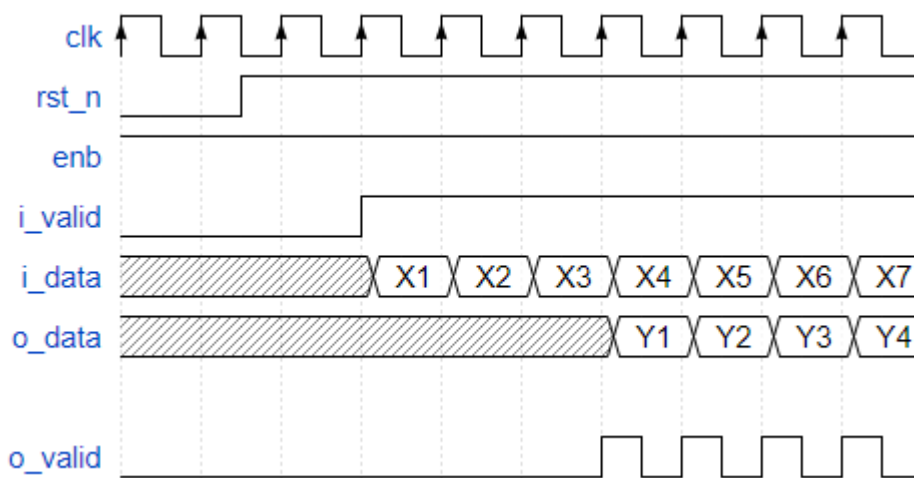 clk
rst_n
enb
i_valid
i_data X1 X2 X3 X4 X5 X6 X7
o_data Y1 Y2 Y3 Y4
o_valid